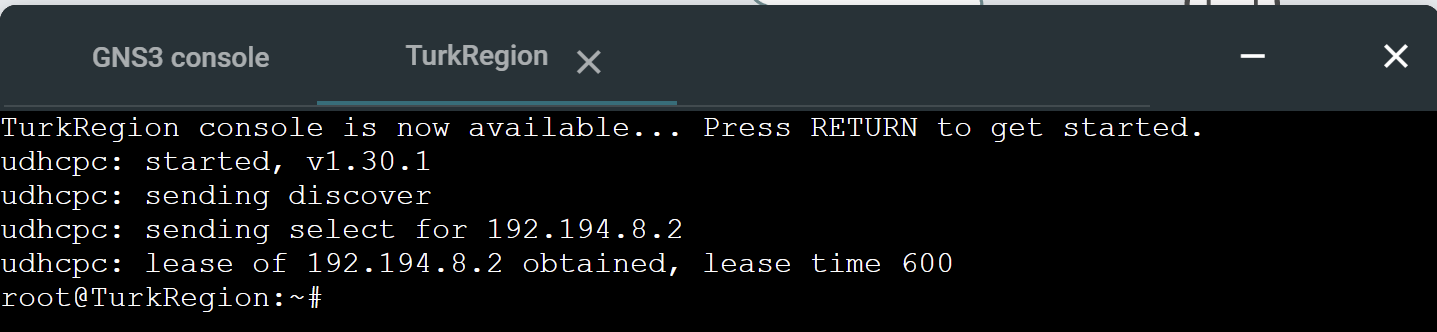 GNS3 console
TurkRegion
TurkRegion console is now available... Press RETURN to get started.
udhcpc: started, v1.30.1
udhcpc: sending discover
udhcpc: sending select for 192.194.8.2
udhcpc: lease of 192.194.8.2 obtained, lease time 600
root@TurkRegion:~#